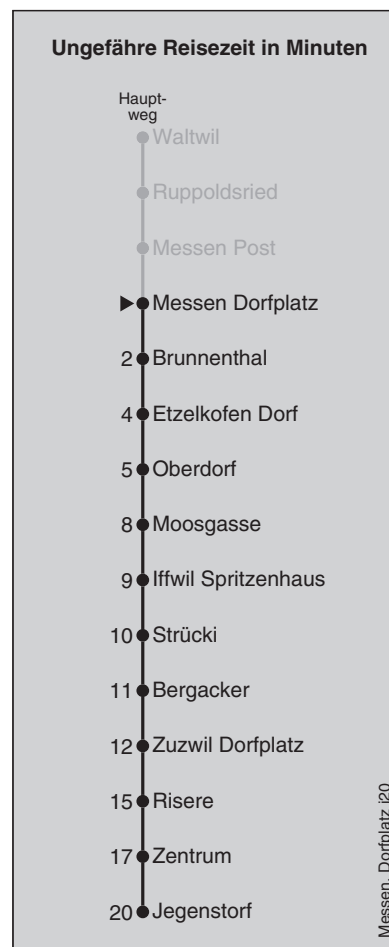 Ungefähre Reisezeit in Minuten
Haupt-
weg
Waltwil
Ruppoldsried
Messen Post
Messen Dorfplatz
2 Brunnenthal
4 Etzelkofen Dorf
5 Oberdorf
8 Moosgasse
9 Iffwil Spritzenhaus
10 Strücki
11 Bergacker
12 Zuzwil Dorfplatz
15 Risere
17 Zentrum
20 Jegenstorf
Messen, Dorfplatz j20